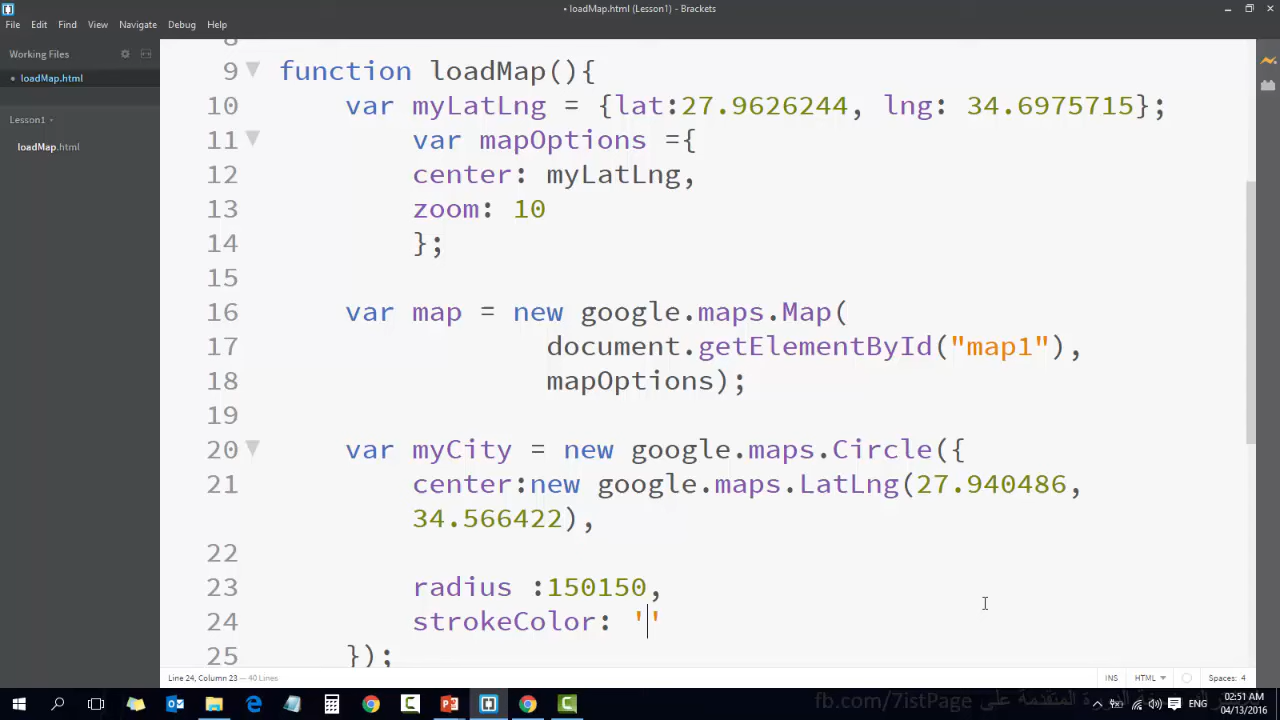 • loadMap.html (Lesson1) - Brackets
File Edit Find View Navigate Debug Help
Working Files
• loadMap.html
Lesson1
loadMap.html
8
9 function loadMap(){
10 var myLatLng = {lat:27.9626244, lng: 34.6975715};
11 var mapOptions ={
12 center: myLatLng,
13 zoom: 10
14 };
15
16 var map = new google.maps.Map(
17 document.getElementById("map1"),
18 mapOptions);
19
20 var myCity = new google.maps.Circle({
21 center:new google.maps.LatLng(27.940486,
34.566422),
22
23 radius :150150,
24 strokeColor: ''
25 });
Line 24, Column 23 — 40 Lines
INS HTML Spaces: 4
fb.com/7istPage
ENG
02:51 AM
04/13/2016